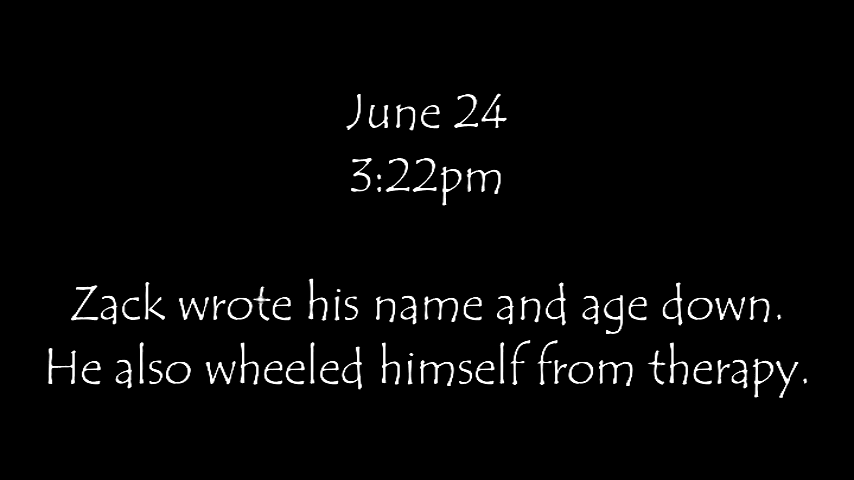 June 24
3:22pm
Zack wrote his name and age down.
He also wheeled himself from therapy.